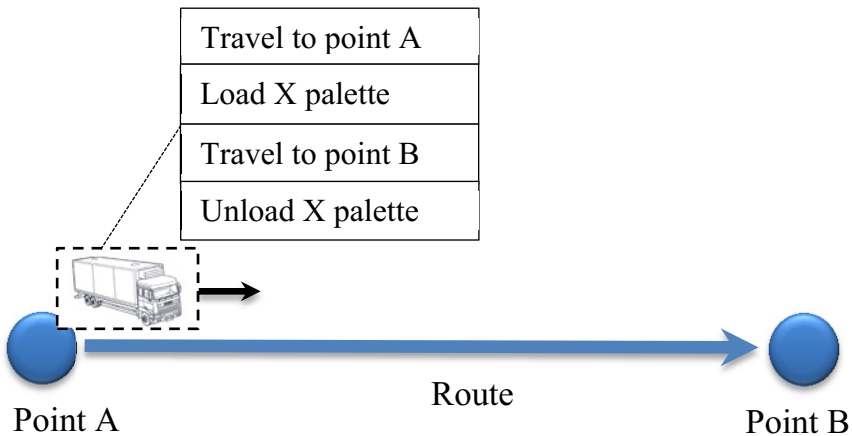 Travel to point A
Load X palette
Travel to point B
Unload X palette
Route
Point A
Point B